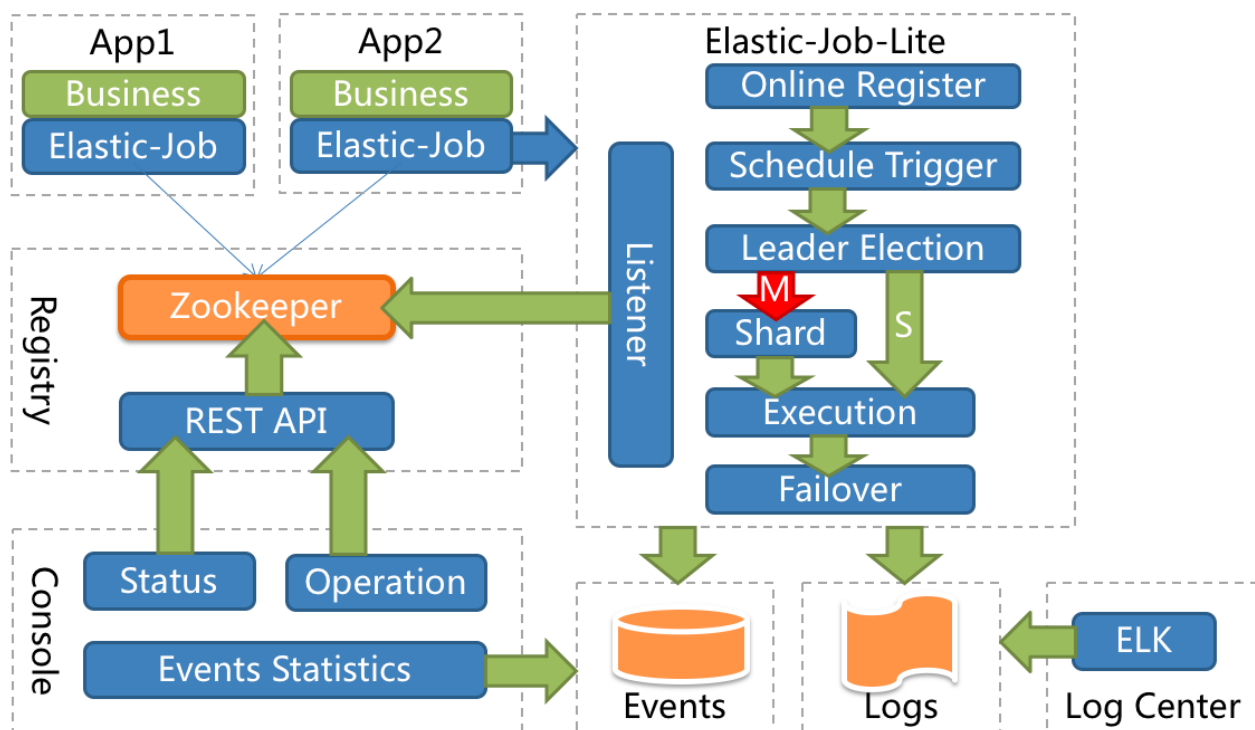 App1
Business
Elastic-Job
App2
Business
Elastic-Job
Elastic-Job-Lite
Online Register
Schedule Trigger
Leader Election
M
S
Shard
Execution
Failover
Listener
Registry
Zookeeper
REST API
Console
Status
Operation
Events Statistics
Events
Logs
ELK
Log Center